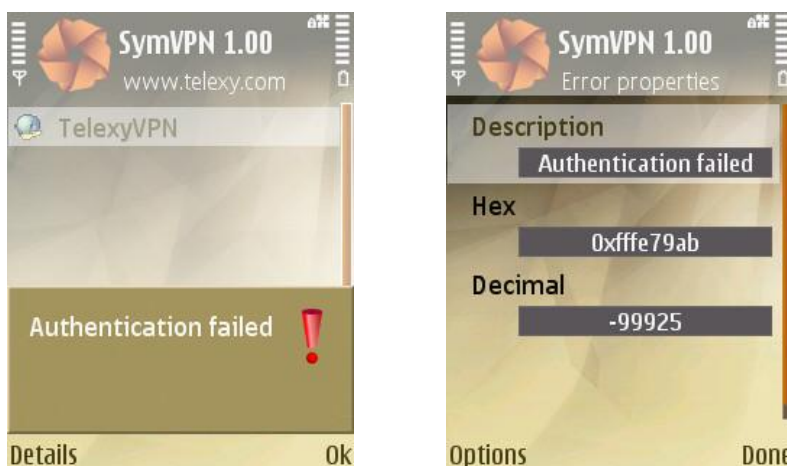 SymVPN 1.00
www.telexy.com
TelexyVPN
Authentication failed
Details Ok
SymVPN 1.00
Error properties
Description
Authentication failed
Hex
0xfffe79ab
Decimal
-99925
Options Done